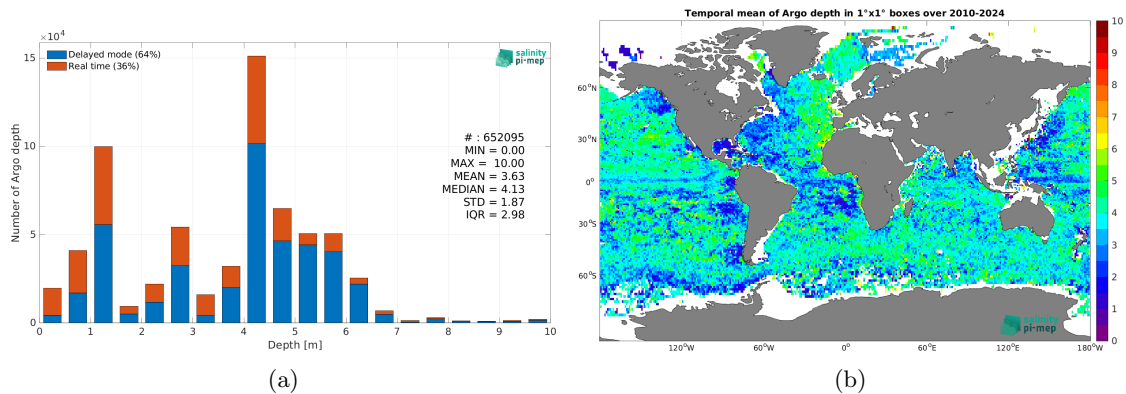 ×10⁴
15
10
5
0
Number of Argo depth
Delayed mode (64%)
Real time (36%)
salinity
pi-mep
# : 652095
MIN = 0.00
MAX = 10.00
MEAN = 3.63
MEDIAN = 4.13
STD = 1.87
IQR = 2.98
0 1 2 3 4 5 6 7 8 9 10
Depth [m]
(a)
Temporal mean of Argo depth in 1°x1° boxes over 2010-2024
60°N
30°N
0°
30°S
60°S
120°W 60°W 0° 60°E 120°E 180°W
salinity
pi-mep
10
9
8
7
6
5
4
3
2
1
0
(b)